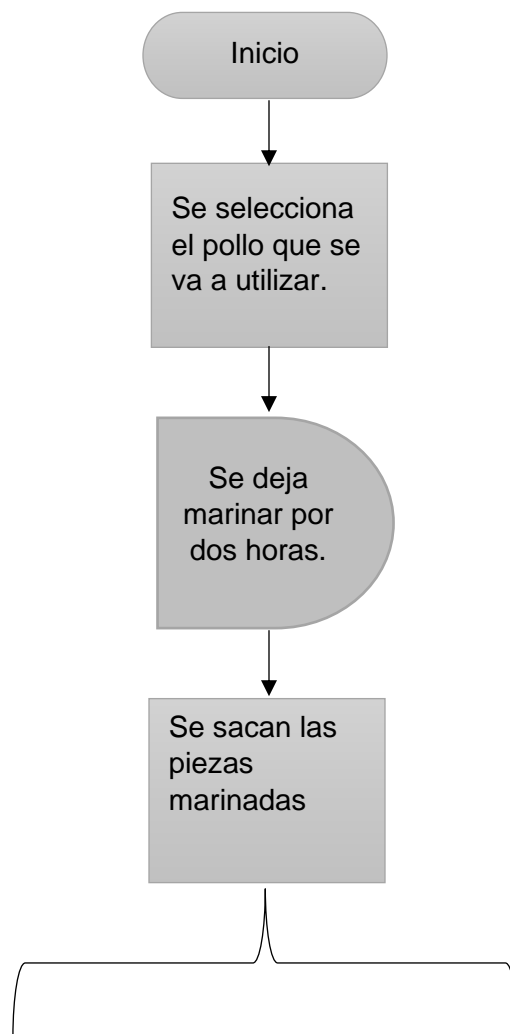 Inicio
Se selecciona
el pollo que se
va a utilizar.
Se deja
marinar por
dos horas.
Se sacan las
piezas
marinadas